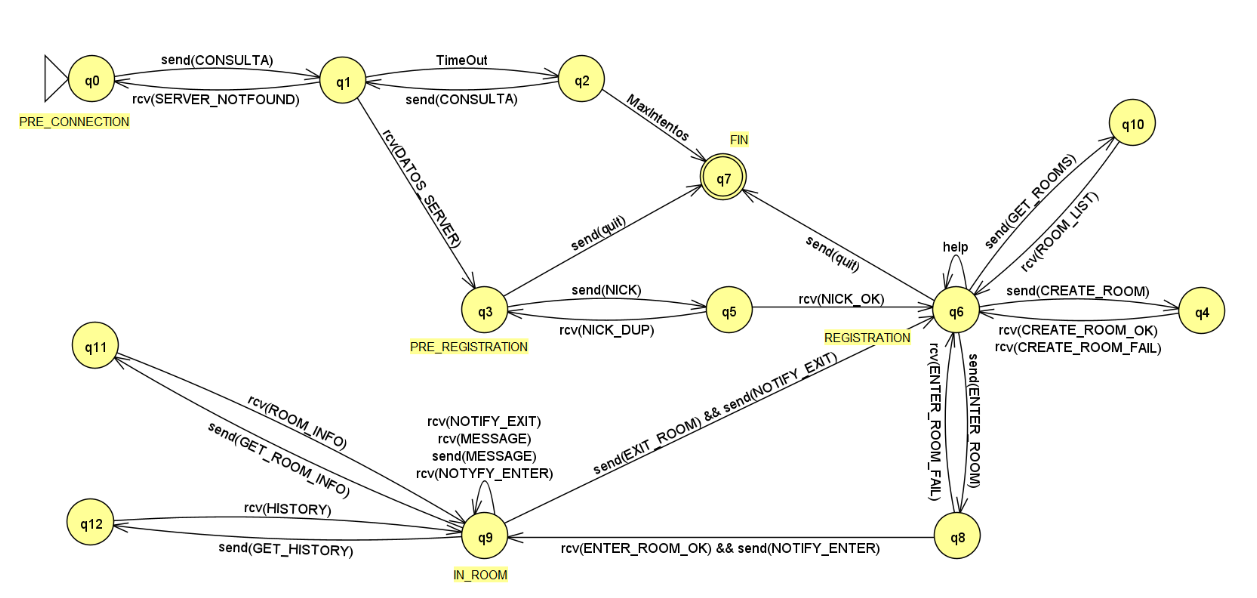 q0
PRE_CONNECTION
send(CONSULTA)
rcv(SERVER_NOTFOUND)
q1
TimeOut
send(CONSULTA)
q2
MaxIntentos
FIN
q7
rcv(DATOS_SERVER)
send(quit)
send(quit)
q3
PRE_REGISTRATION
send(NICK)
rcv(NICK_DUP)
q5
rcv(NICK_OK)
help
q6
REGISTRATION
send(GET_ROOMS)
rcv(ROOM_LIST)
q10
send(CREATE_ROOM)
rcv(CREATE_ROOM_OK)
rcv(CREATE_ROOM_FAIL)
q4
rcv(ENTER_ROOM_FAIL)
send(ENTER_ROOM)
q8
rcv(ENTER_ROOM_OK) && send(NOTIFY_ENTER)
send(EXIT_ROOM) && send(NOTIFY_EXIT)
rcv(NOTIFY_EXIT)
rcv(MESSAGE)
send(MESSAGE)
rcv(NOTYFY_ENTER)
q9
IN_ROOM
q11
rcv(ROOM_INFO)
send(GET_ROOM_INFO)
q12
rcv(HISTORY)
send(GET_HISTORY)